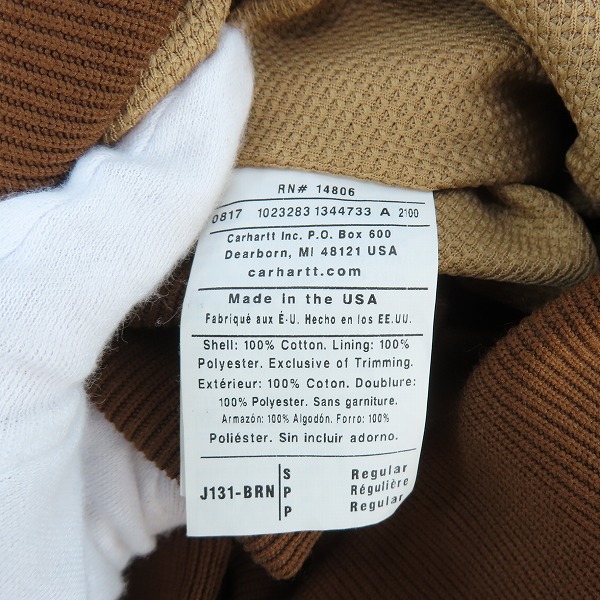 RN# 14806
0817 1023283 1344733 A 2100
Carhartt Inc. P.O. Box 600
Dearborn, MI 48121 USA
carhartt.com
Made in the USA
Fabriqué aux É-U. Hecho en los EE.UU.
Shell: 100% Cotton. Lining: 100%
Polyester. Exclusive of Trimming.
Extérieur: 100% Coton. Doublure:
100% Polyester. Sans garniture.
Armazón: 100% Algodón. Forro: 100%
Poliéster. Sin incluir adorno.
J131-BRN
S Regular
P Régulière
P Regular